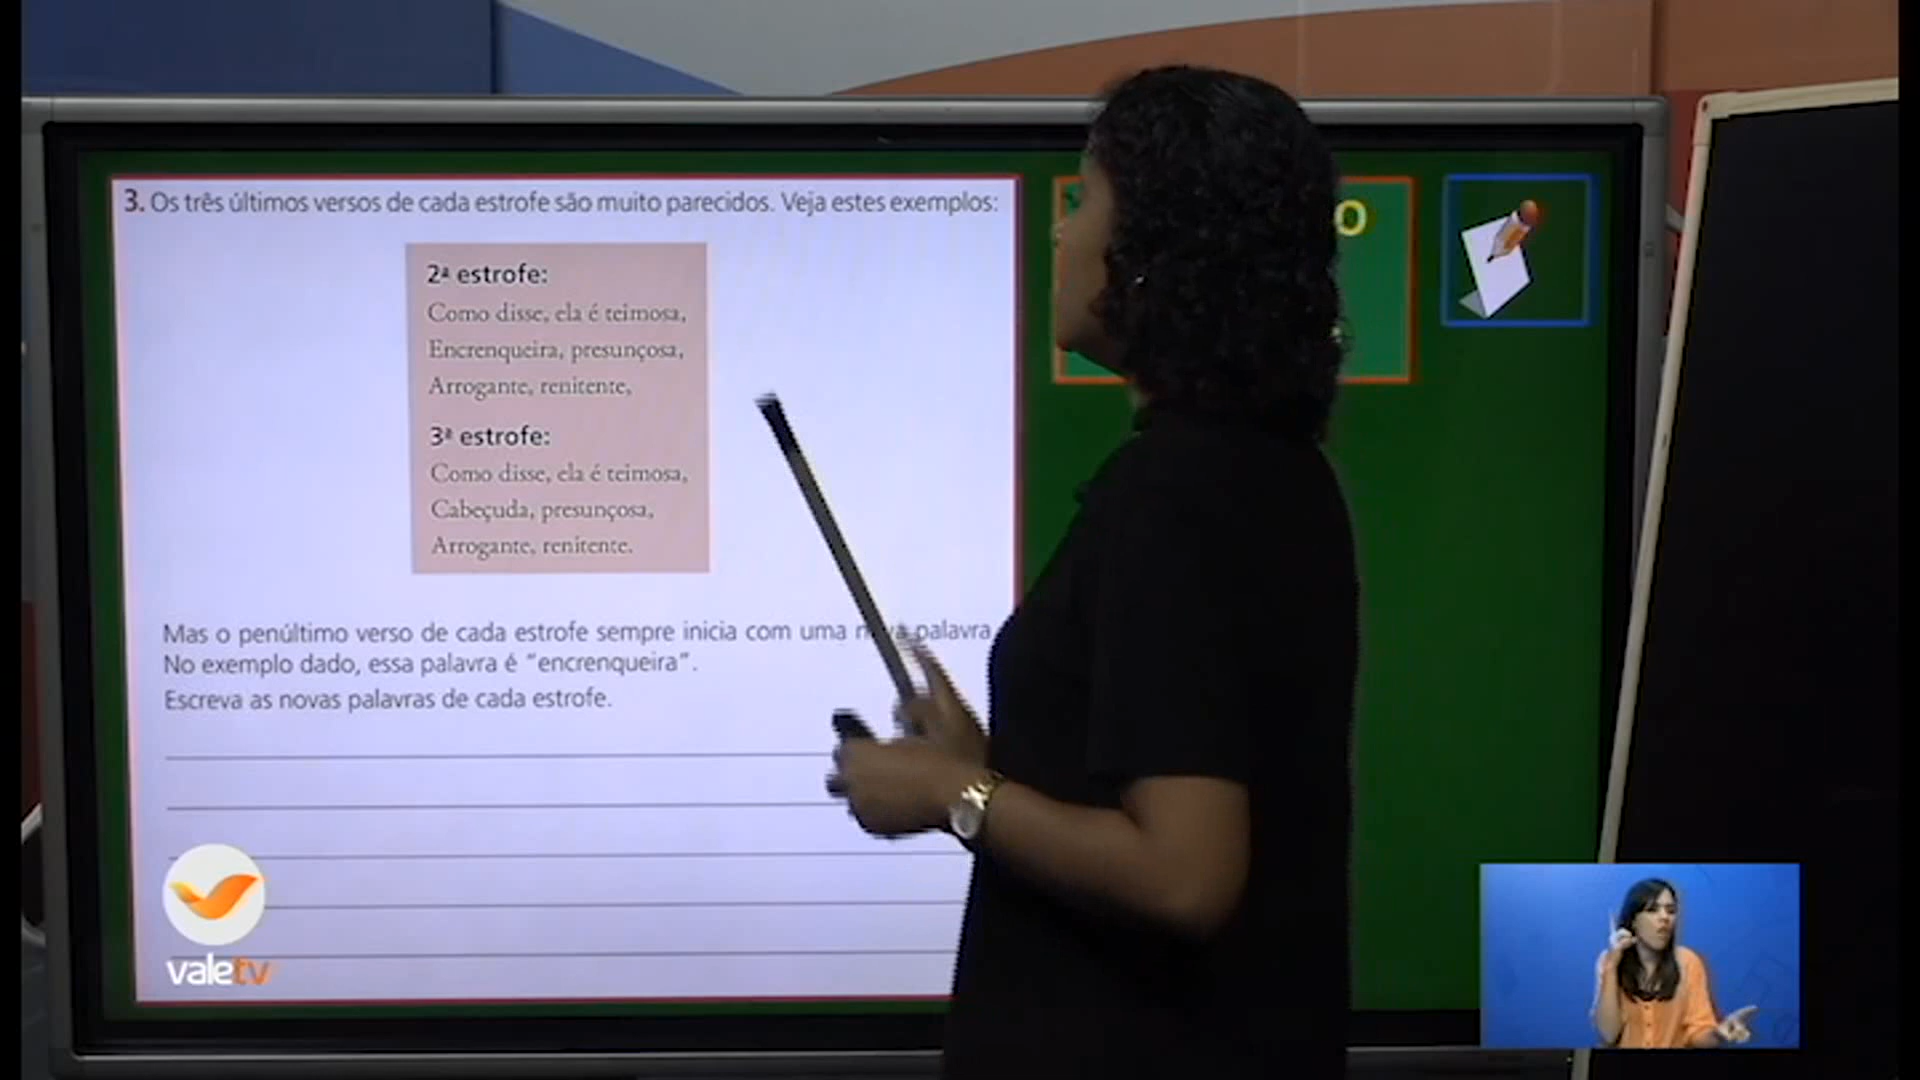 3. Os três últimos versos de cada estrofe são muito parecidos. Veja estes exemplos:
2ª estrofe:
Como disse, ela é teimosa,
Encrenqueira, presunçosa,
Arrogante, renitente,
3ª estrofe:
Como disse, ela é teimosa,
Cabeçuda, presunçosa,
Arrogante, renitente.
Mas o penúltimo verso de cada estrofe sempre inicia com uma palavra
No exemplo dado, essa palavra é "encrenqueira".
Escreva as novas palavras de cada estrofe.
O
valetv